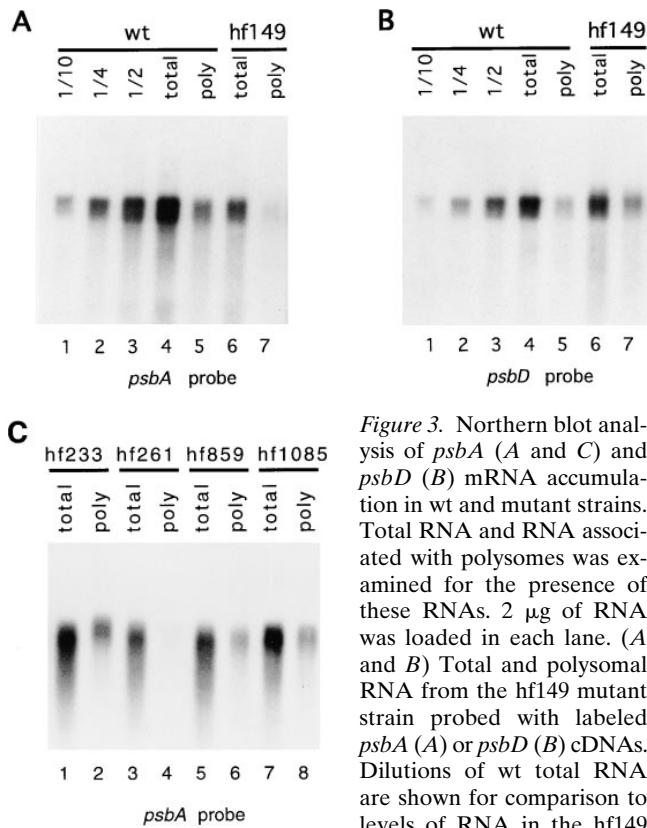 A
wt hf149
1/10 1/4 1/2 total poly total poly
1 2 3 4 5 6 7
psbA probe
B
wt hf149
1/10 1/4 1/2 total poly total poly
1 2 3 4 5 6 7
psbD probe
C
hf233 hf261 hf859 hf1085
total poly total poly total poly total poly
1 2 3 4 5 6 7 8
psbA probe
Figure 3. Northern blot anal-
ysis of psbA (A and C) and
psbD (B) mRNA accumula-
tion in wt and mutant strains.
Total RNA and RNA associ-
ated with polysomes was ex-
amined for the presence of
these RNAs. 2 μg of RNA
was loaded in each lane. (A
and B) Total and polysomal
RNA from the hf149 mutant
strain probed with labeled
psbA (A) or psbD (B) cDNAs.
Dilutions of wt total RNA
are shown for comparison to
levels of RNA in the hf149